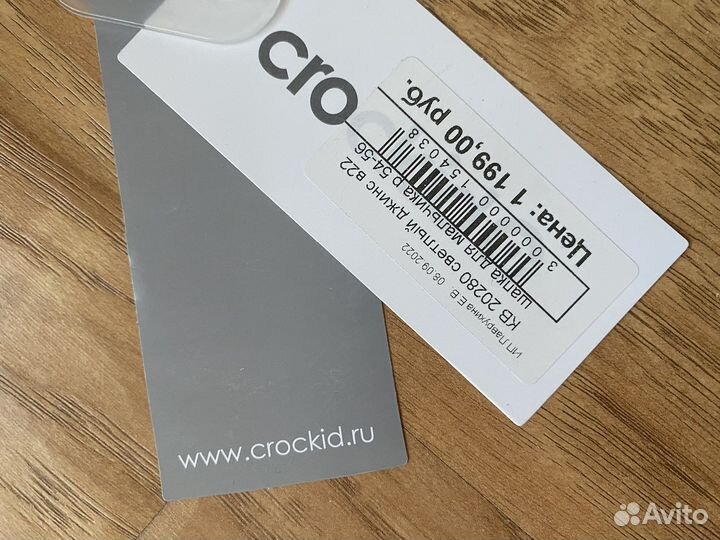 cro
ИП Лаврухина Е.В. 08.09.2022
КВ 20280 светлый джинс в22
шапка для мальчика р 54-56
3 000000 154038
Цена: 1 199,00 руб.
www.crockid.ru
Avito